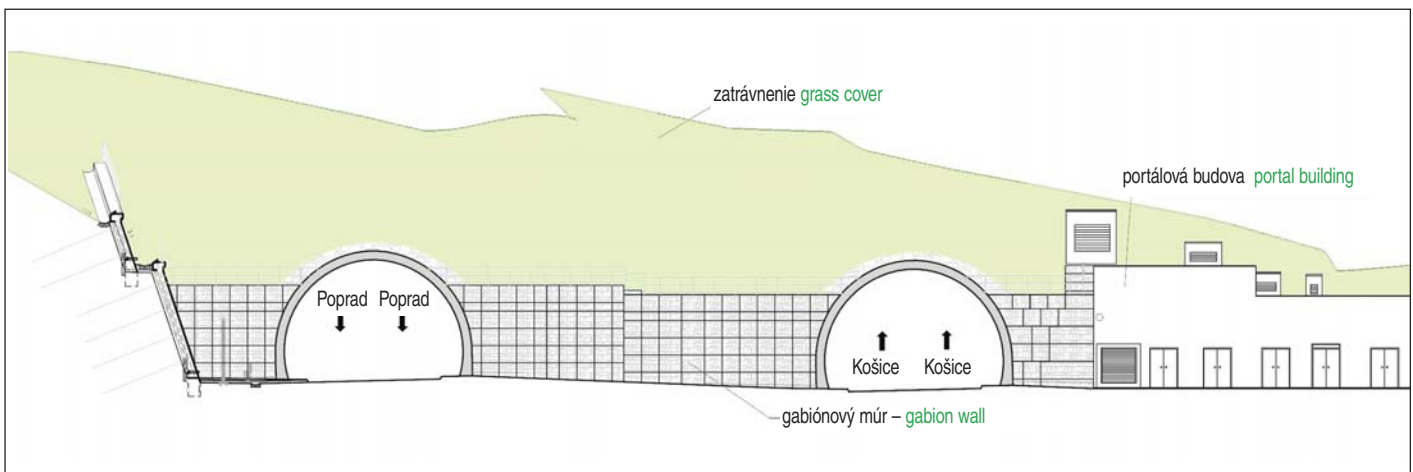 zatrávnenie grass cover
portálová budova portal building
Poprad Poprad
Košice Košice
gabiónový múr – gabion wall